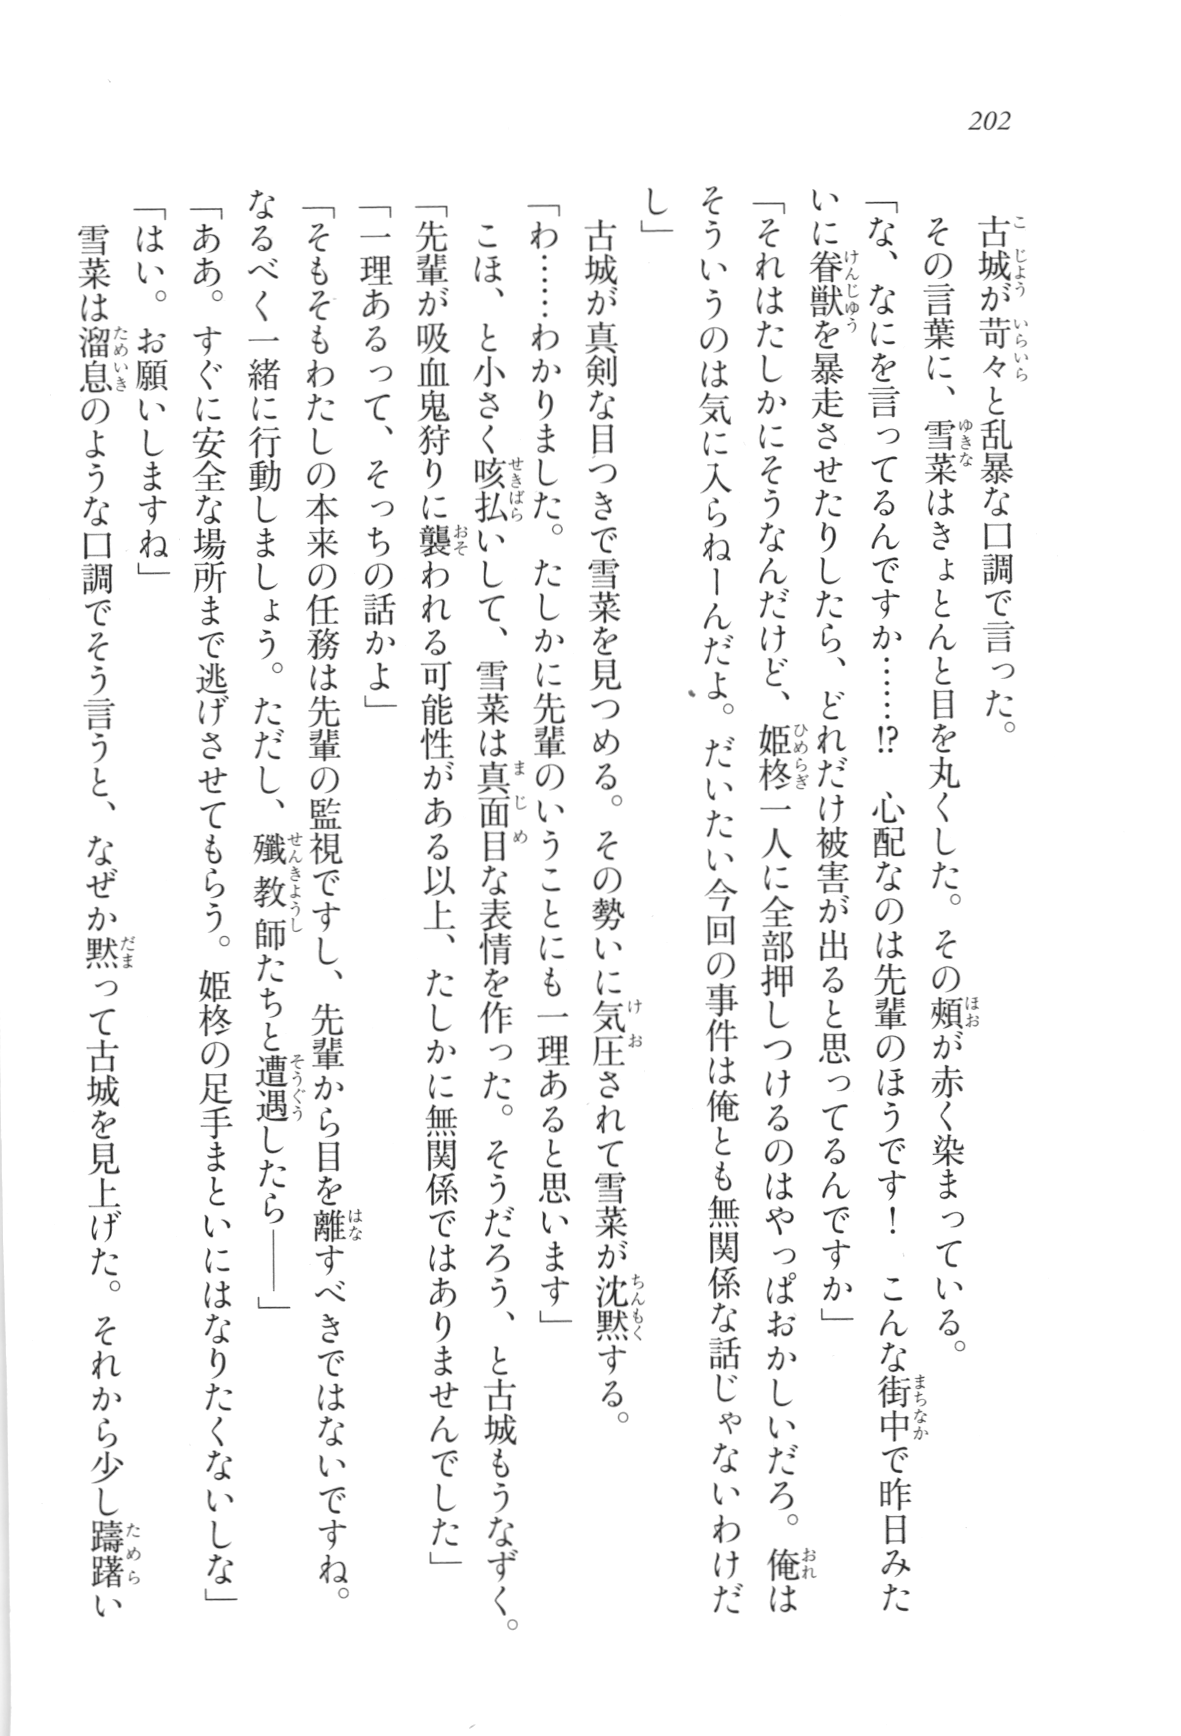 202
古城が苛々と乱暴な口調で言った。
その言葉に、雪菜はきょとんと目を丸くした。その頰が赤く染まっている。
「な、なにを言ってるんですか……!?　心配なのは先輩のほうです！　こんな街中で昨日みた
いに眷獣を暴走させたりしたら、どれだけ被害が出ると思ってるんですか」
「それはたしかにそうなんだけど、姫柊一人に全部押しつけるのはやっぱおかしいだろ。俺は
そういうのは気に入らねーんだよ。だいたい今回の事件は俺とも無関係な話じゃないわけだ
し」
古城が真剣な目つきで雪菜を見つめる。その勢いに気圧されて雪菜が沈黙する。
「わ……わかりました。たしかに先輩のいうことにも一理あると思います」
こほ、と小さく咳払いして、雪菜は真面目な表情を作った。そうだろう、と古城もうなずく。
「先輩が吸血鬼狩りに襲われる可能性がある以上、たしかに無関係ではありませんでした」
「一理あるって、そっちの話かよ」
「そもそもわたしの本来の任務は先輩の監視ですし、先輩から目を離すべきではないですね。
なるべく一緒に行動しましょう。ただし、殲教師たちと遭遇したら――」
「ああ。すぐに安全な場所まで逃げさせてもらう。姫柊の足手まといにはなりたくないしな」
「はい。お願いしますね」
雪菜は溜息のような口調でそう言うと、なぜか黙って古城を見上げた。それから少し躊躇い